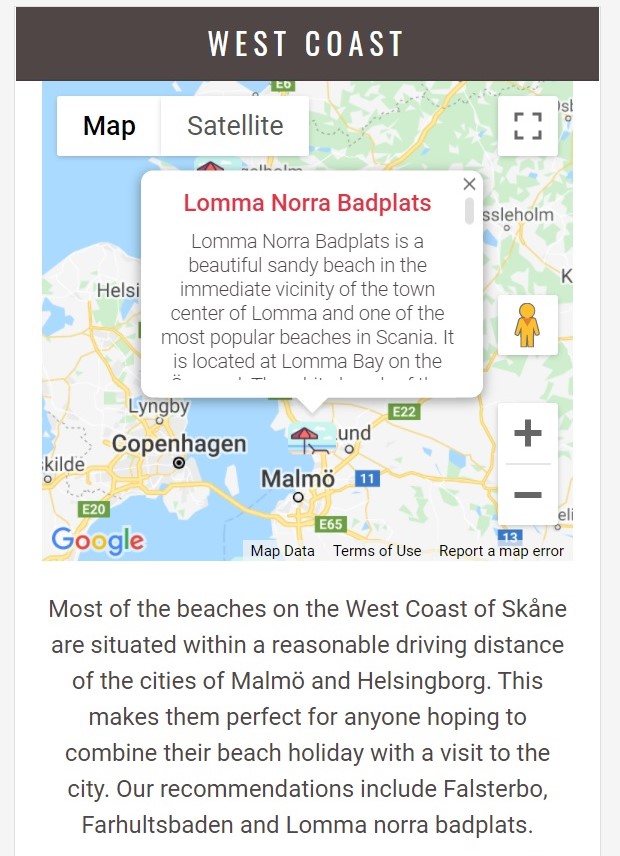 WEST COAST
E6
Map
Satellite
Lomma Norra Badplats
ssleholm
Lomma Norra Badplats is a
beautiful sandy beach in the
immediate vicinity of the town
center of Lomma and one of the
most popular beaches in Scania. It
is located at Lomma Bay on the
Helsi
K
Lyngby
E22
Copenhagen
und
kilde
Malmö
11
E20
E65
13
Google
Map Data
Terms of Use
Report a map error
Most of the beaches on the West Coast of Skåne
are situated within a reasonable driving distance
of the cities of Malmö and Helsingborg. This
makes them perfect for anyone hoping to
combine their beach holiday with a visit to the
city. Our recommendations include Falsterbo,
Farhultsbaden and Lomma norra badplats.